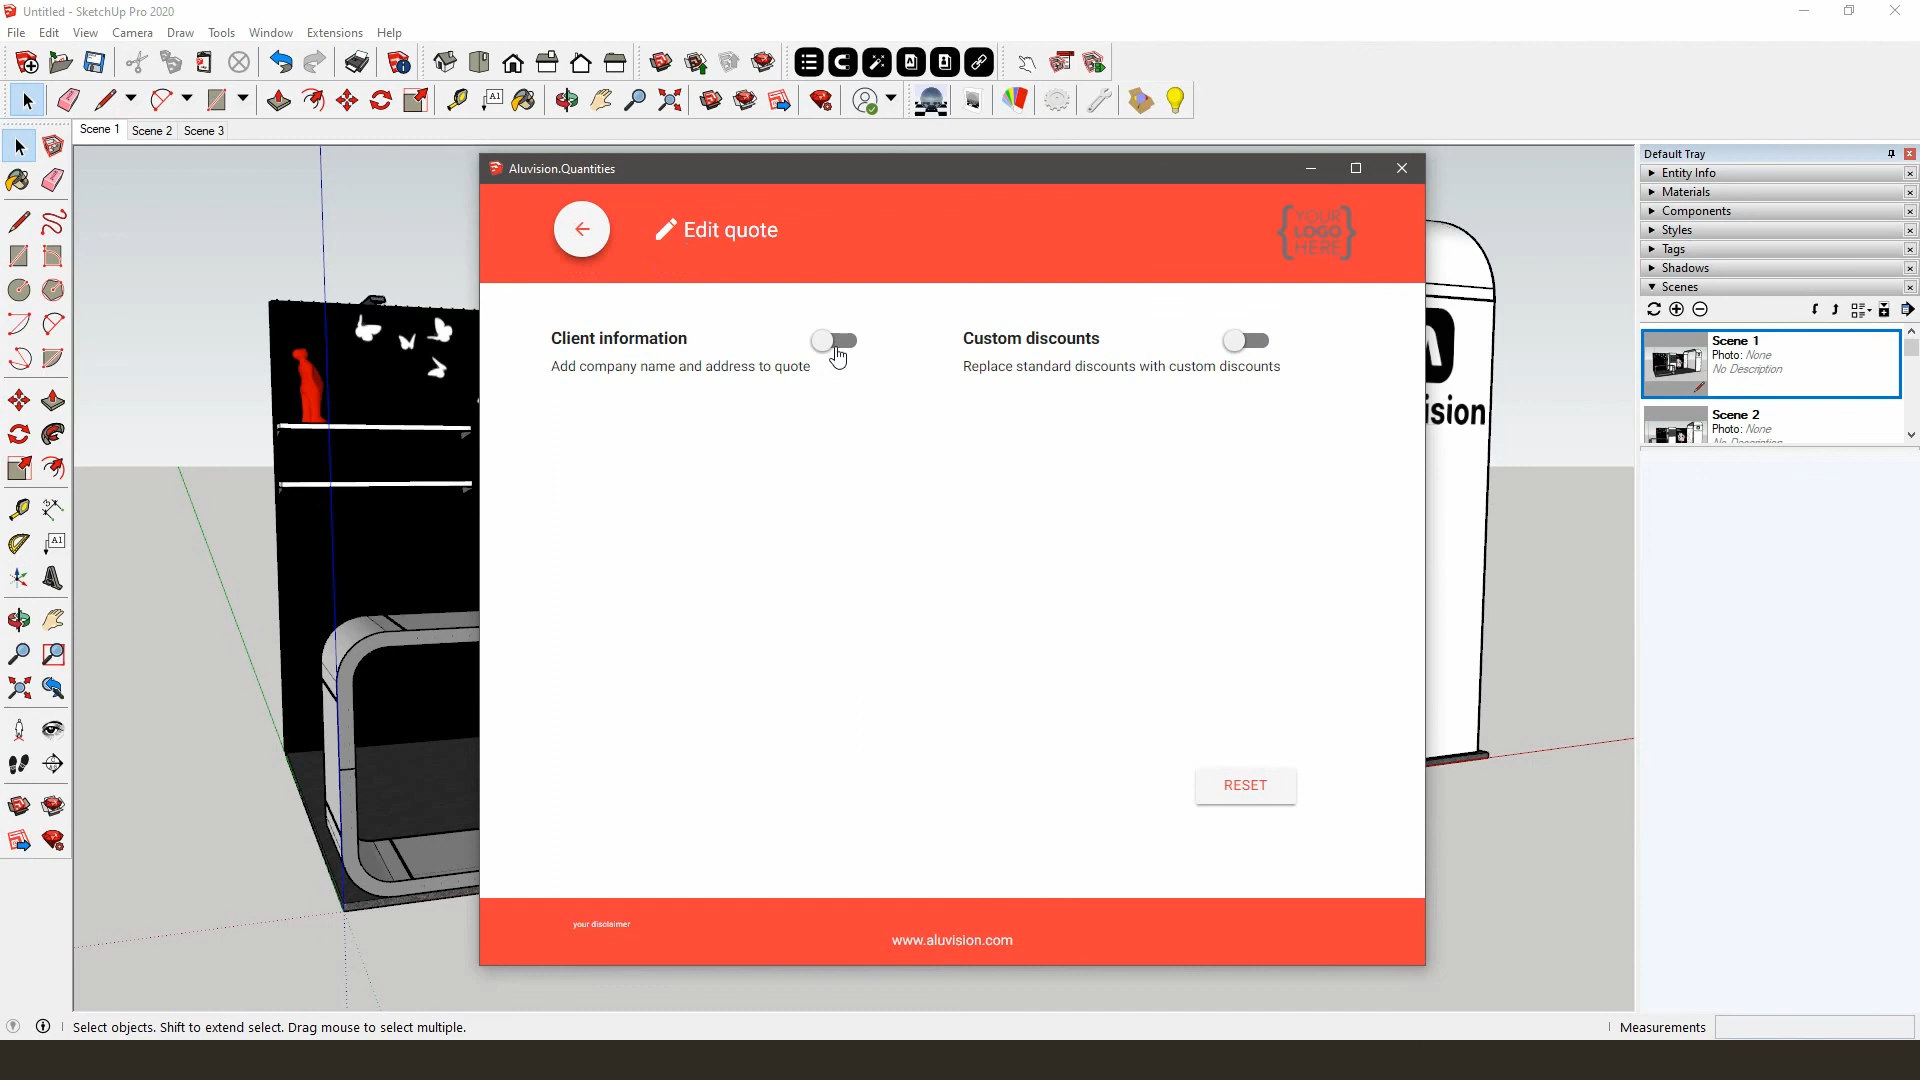 Untitled - SketchUp Pro 2020
File Edit View Camera Draw Tools Window Extensions Help
Scene 1 Scene 2 Scene 3
Aluvision.Quantities
Edit quote
{YOUR LOGO HERE}
Client information
Add company name and address to quote
Custom discounts
Replace standard discounts with custom discounts
RESET
your disclaimer
www.aluvision.com
ision
Default Tray
Entity Info
Materials
Components
Styles
Tags
Shadows
Scenes
Scene 1
Photo: None
No Description
Scene 2
Photo: None
No Description
Select objects. Shift to extend select. Drag mouse to select multiple.
Measurements